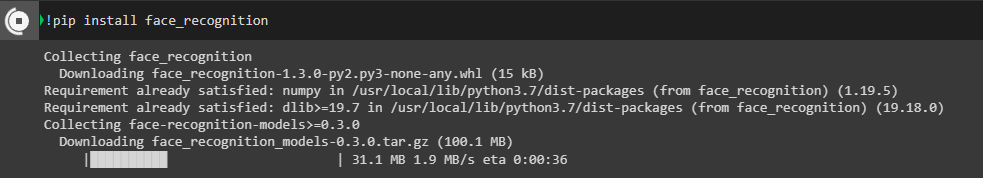 !pip install face_recognition
Collecting face_recognition
Downloading face_recognition-1.3.0-py2.py3-none-any.whl (15 kB)
Requirement already satisfied: numpy in /usr/local/lib/python3.7/dist-packages (from face_recognition) (1.19.5)
Requirement already satisfied: dlib>=19.7 in /usr/local/lib/python3.7/dist-packages (from face_recognition) (19.18.0)
Collecting face-recognition-models>=0.3.0
Downloading face_recognition_models-0.3.0.tar.gz (100.1 MB)
|██████████ | 31.1 MB 1.9 MB/s eta 0:00:36